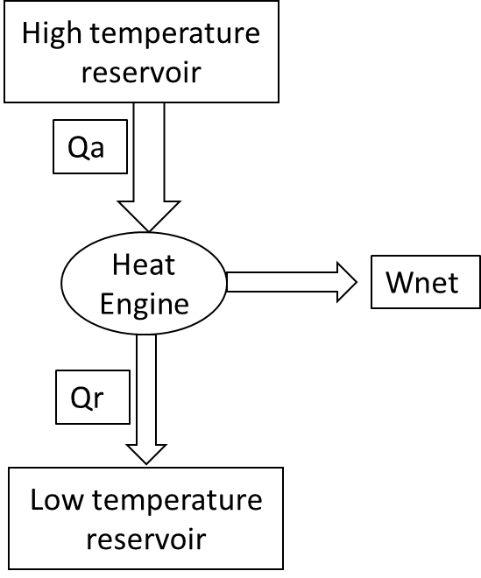 High temperature
reservoir
Qa
Heat
Engine
Wnet
Qr
Low temperature
reservoir